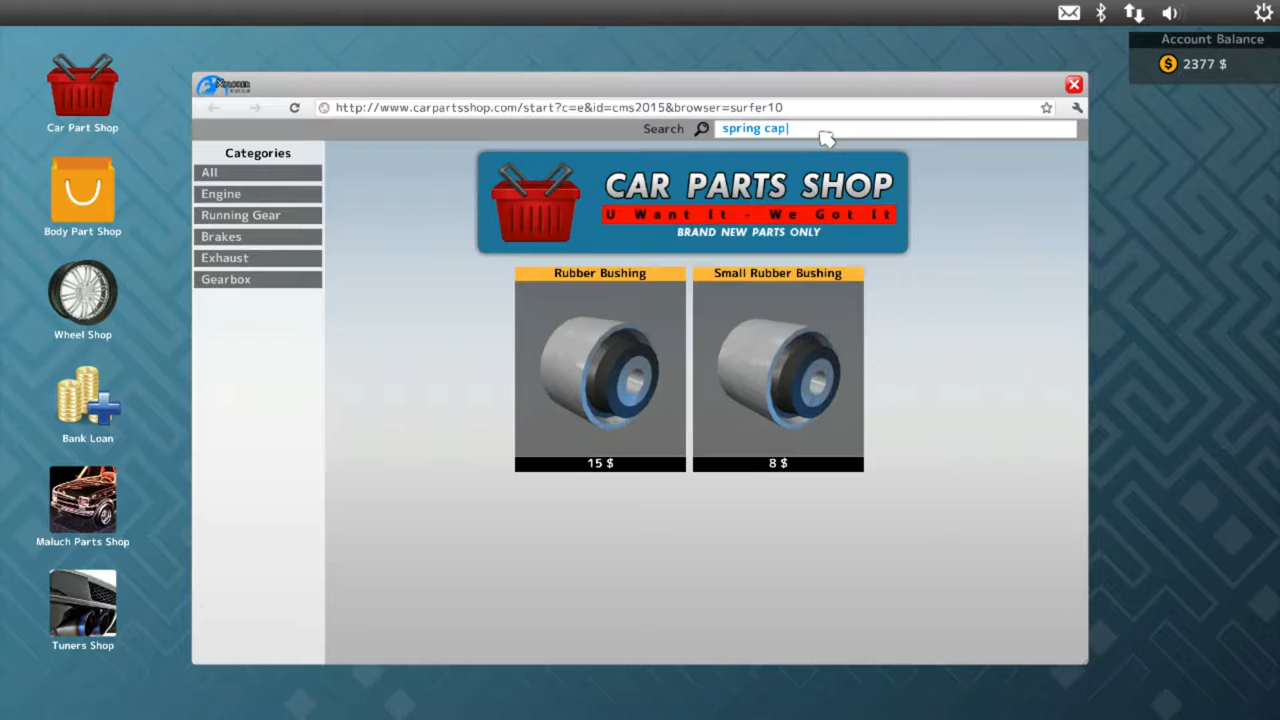 Account Balance
2377 $
Car Part Shop
Body Part Shop
Wheel Shop
Bank Loan
Maluch Parts Shop
Tuners Shop
http://www.carpartsshop.com/start?c=e&id=cms2015&browser=surfer10
Search spring cap
Categories
All
Engine
Running Gear
Brakes
Exhaust
Gearbox
CAR PARTS SHOP
U Want It - We Got It
BRAND NEW PARTS ONLY
Rubber Bushing
15 $
Small Rubber Bushing
8 $